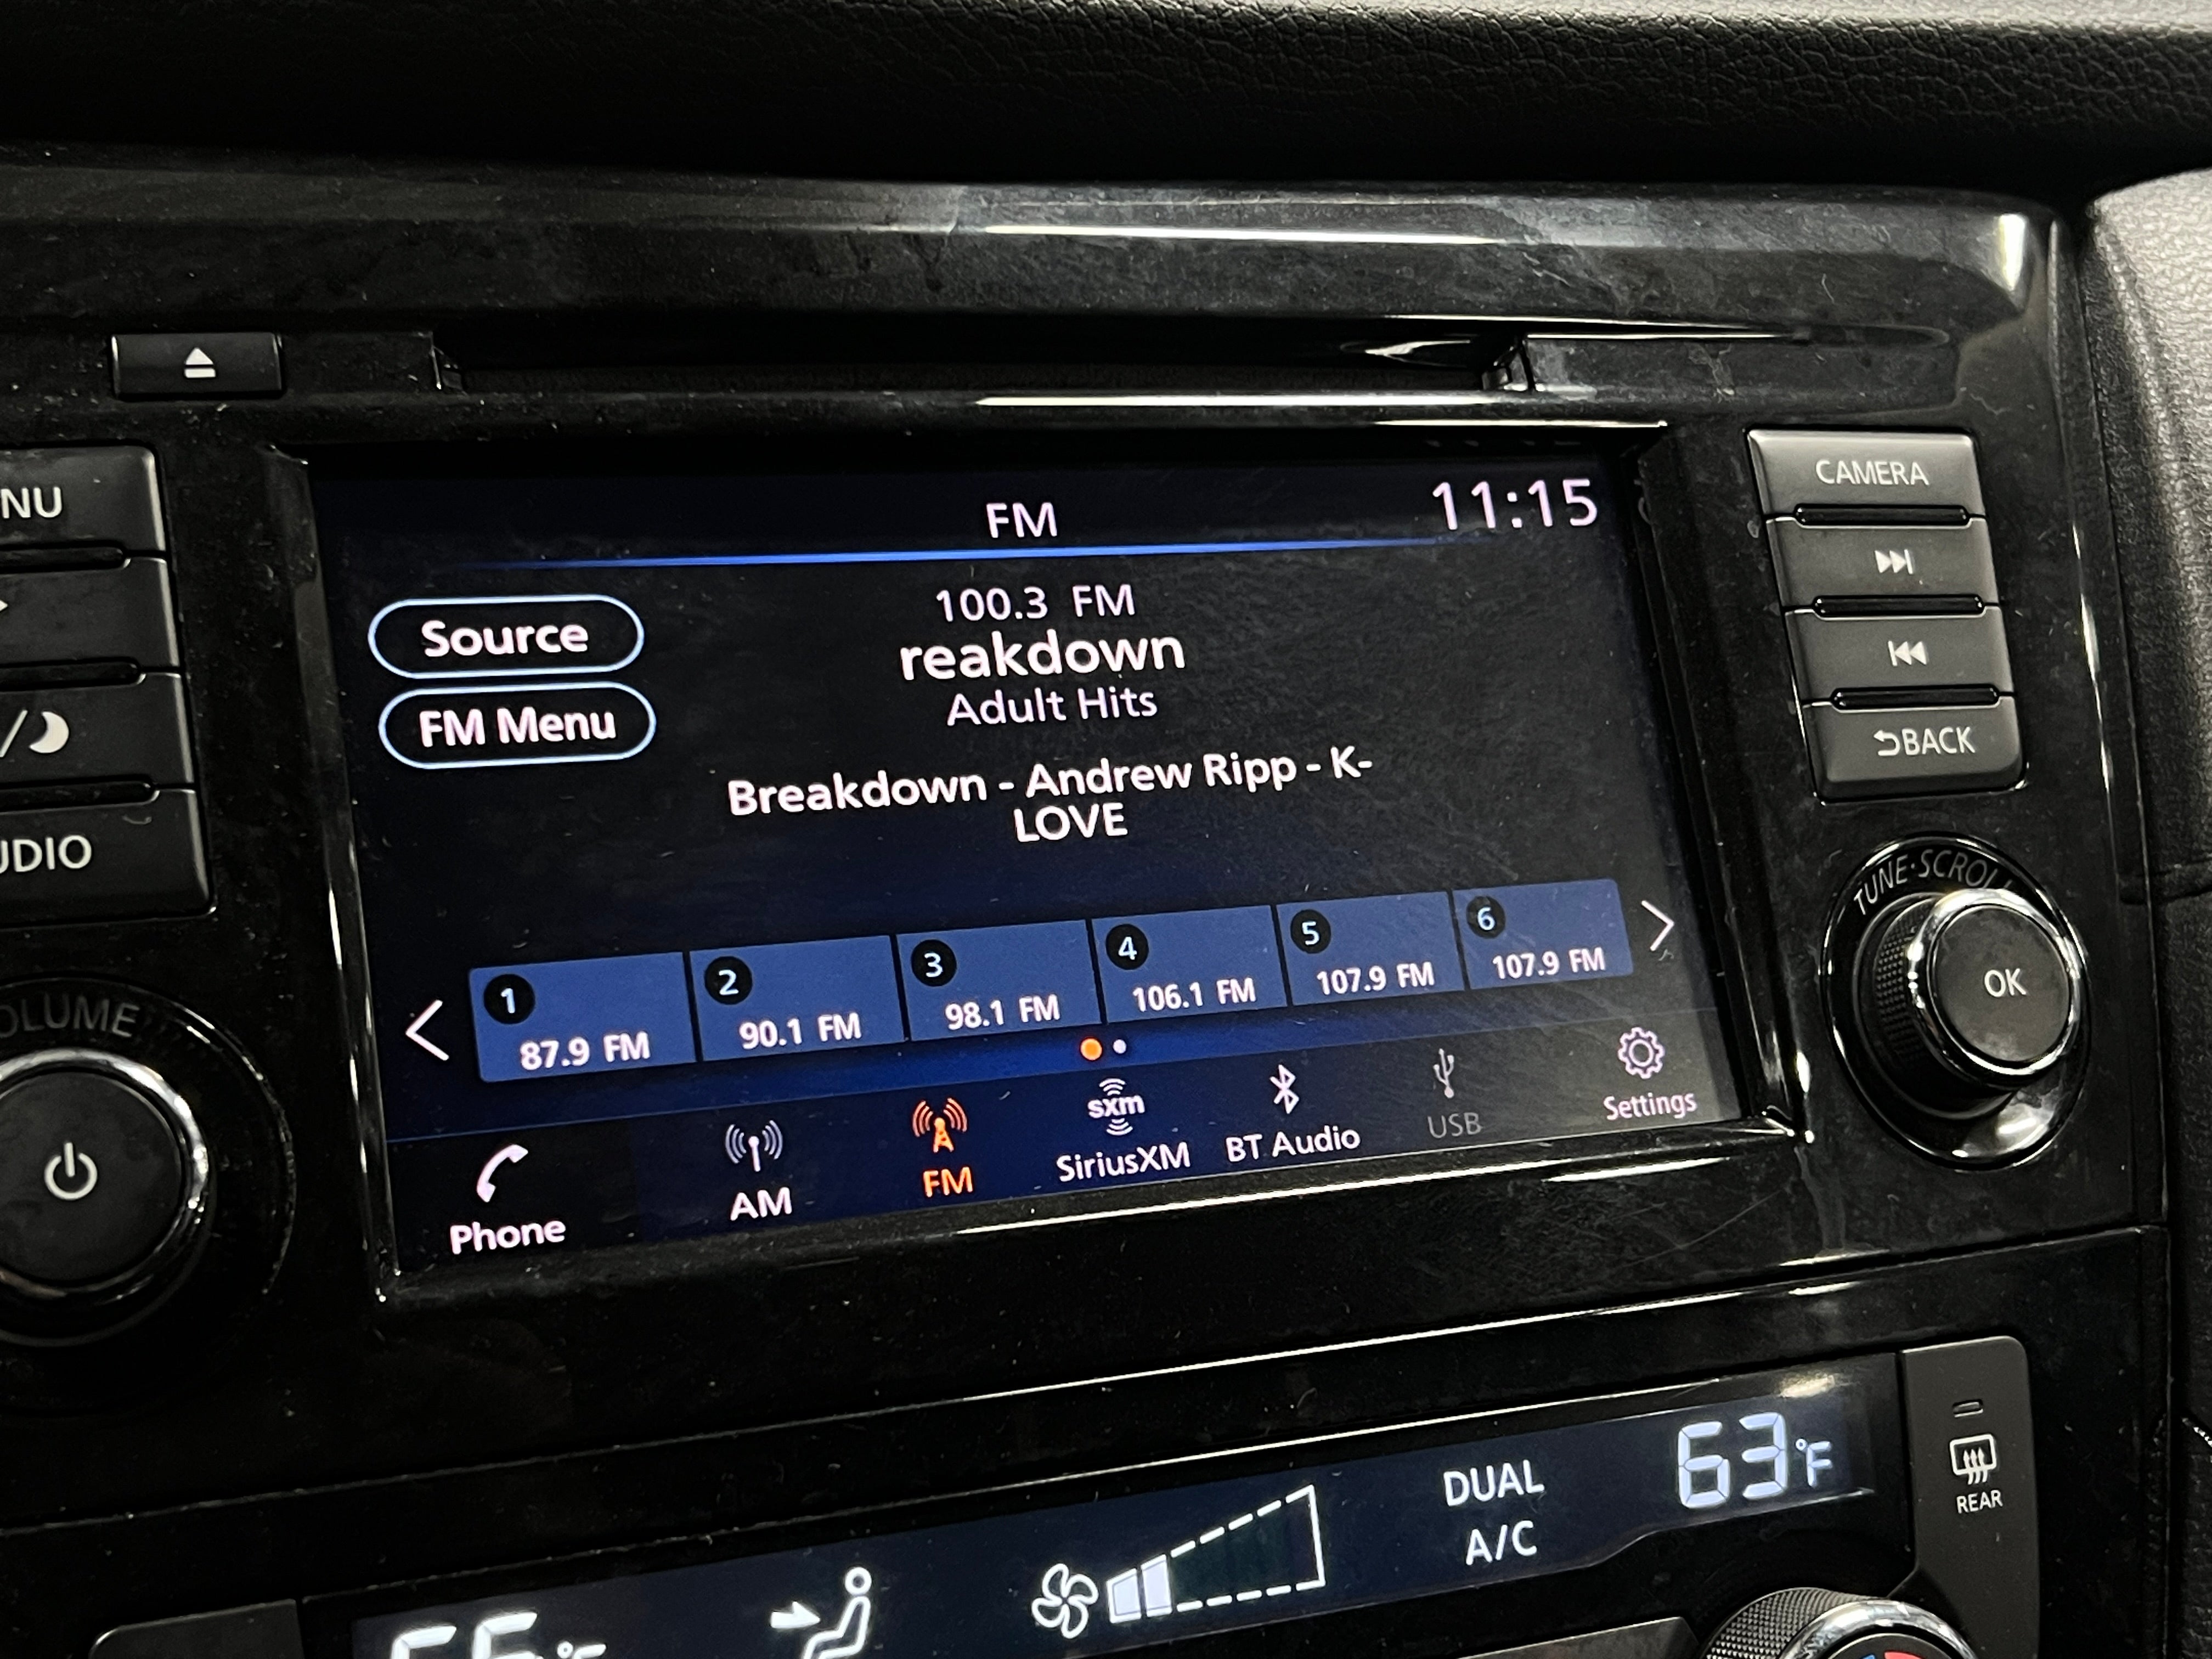 NU
UDIO
OLUME
FM
11:15
Source
FM Menu
100.3 FM
reakdown
Adult Hits
Breakdown - Andrew Ripp - K-
LOVE
1
87.9 FM
2
90.1 FM
3
98.1 FM
4
106.1 FM
5
107.9 FM
6
107.9 FM
Phone
AM
FM
sxm
SiriusXM
BT Audio
USB
Settings
CAMERA
BACK
TUNE·SCROLL
OK
DUAL
A/C
63°F
REAR